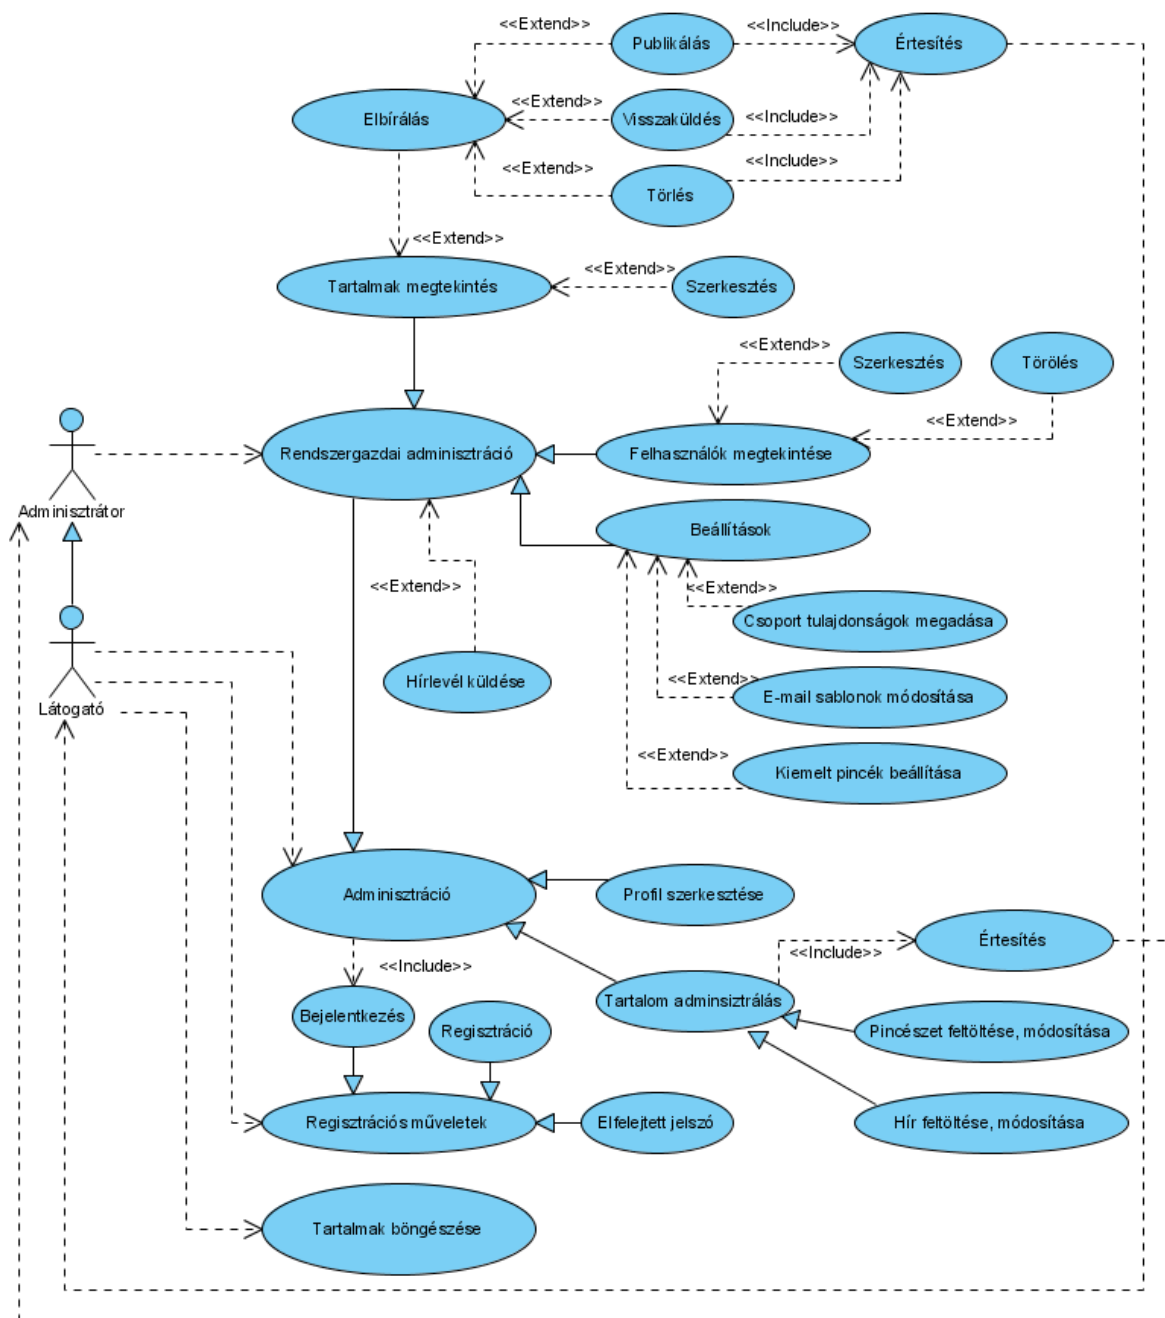 <<Extend>>
Publikálás
<<Include>>
Értesítés
<<Extend>>
Elbírálás
Visszaküldés
<<Include>>
<<Extend>>
<<Include>>
Törlés
<<Extend>>
Tartalmak megtekintés
<<Extend>>
Szerkesztés
<<Extend>>
Szerkesztés
Törölés
<<Extend>>
Rendszergazdai adminisztráció
Felhasználók megtekintése
Adminisztrátor
Beállítások
<<Extend>>
<<Extend>>
Csoport tulajdonságok megadása
Hírlevél küldése
<<Extend>>
E-mail sablonok módosítása
Látogató
<<Extend>>
Kiemelt pincék beállítása
Adminisztráció
Profil szerkesztése
Értesítés
<<Include>>
<<Include>>
Tartalom adminsiztrálás
Bejelentkezés
Regisztráció
Pincészet feltöltése, módosítása
Regisztrációs műveletek
Elfelejtett jelszó
Hír feltöltése, módosítása
Tartalmak böngészése